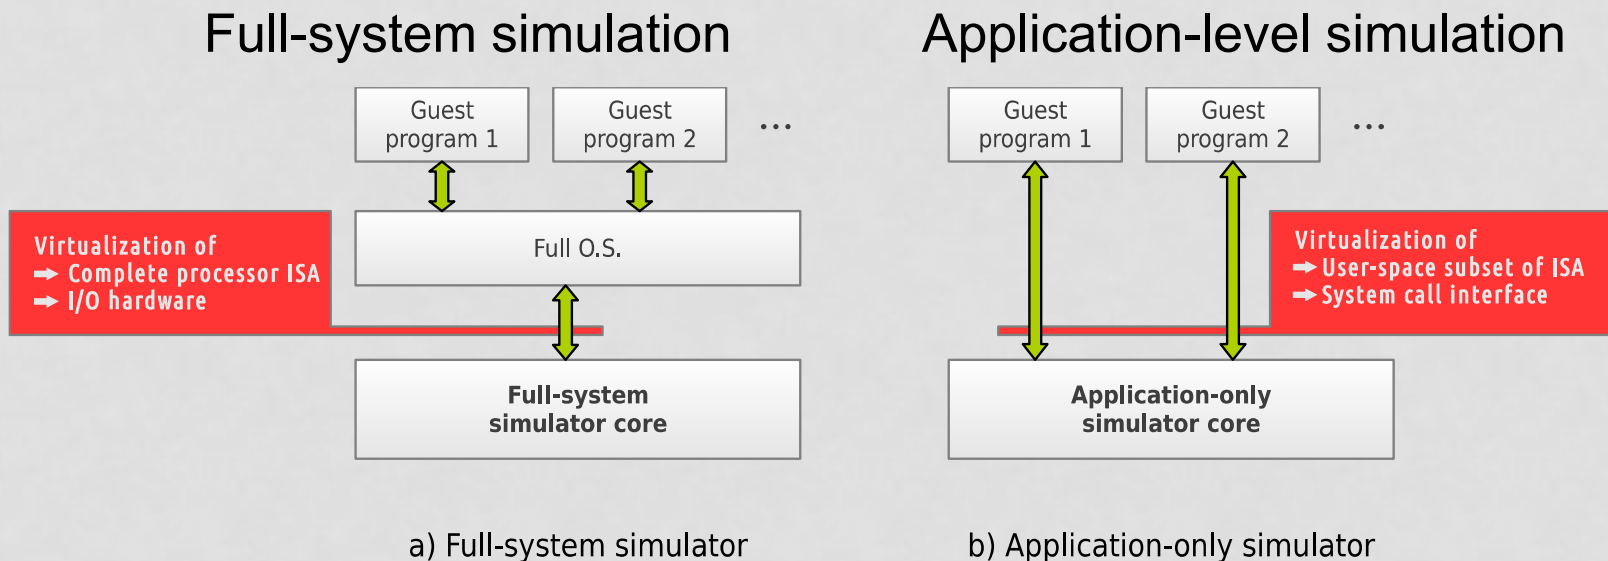 Full-system simulation
Guest
program 1
Guest
program 2
...
Virtualization of
➞ Complete processor ISA
➞ I/O hardware
Full O.S.
Full-system
simulator core
a) Full-system simulator
Application-level simulation
Guest
program 1
Guest
program 2
...
Virtualization of
➞ User-space subset of ISA
➞ System call interface
Application-only
simulator core
b) Application-only simulator